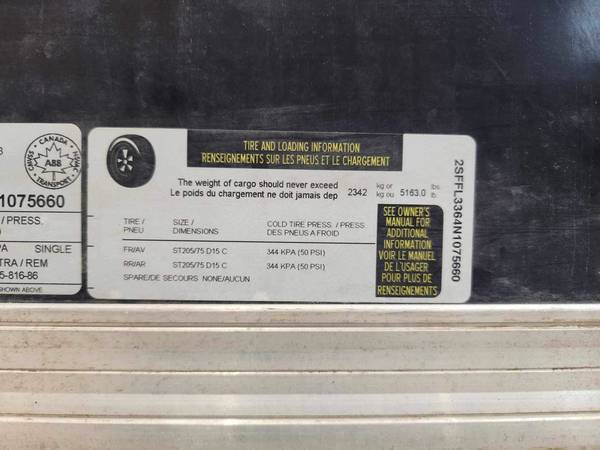 CANADA
ABB
TRANSPORT
1075660
/ PRESS.
PA SINGLE
TRA / REM
5-816-86
SHOWN ABOVE
TIRE AND LOADING INFORMATION
RENSEIGNEMENTS SUR LES PNEUS ET LE CHARGEMENT
The weight of cargo should never exceed
Le poids du chargement ne doit jamais dep
2342 kg or kg ou 5163.0 lbs lb
TIRE / PNEU
SIZE / DIMENSIONS
COLD TIRE PRESS. / PRESS
DES PNEUS A FROID
FR/AV ST205/75 D15 C 344 KPA (50 PSI)
RR/AR ST205/75 D15 C 344 KPA (50 PSI)
SPARE/DE SECOURS NONE/AUCUN
SEE OWNER'S
MANUAL FOR
ADDITIONAL
INFORMATION
VOIR LE MANUEL
DE L'USAGER
POUR PLUS DE
RENSEIGNEMENTS
2SFFL3364N1075660